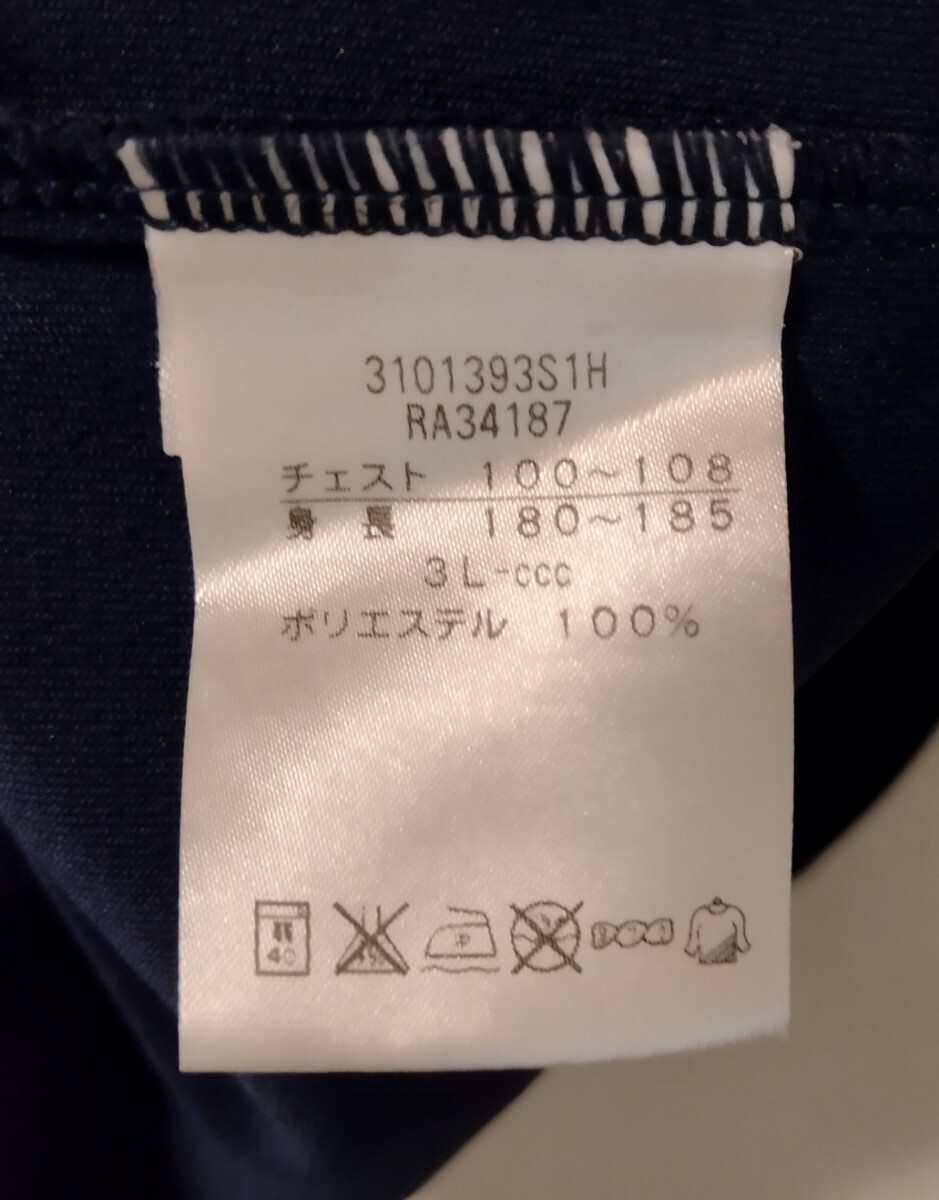 3101393S1H
RA34187
チェスト 100~108
身長 180~185
3L-ccc
ポリエステル 100%
40